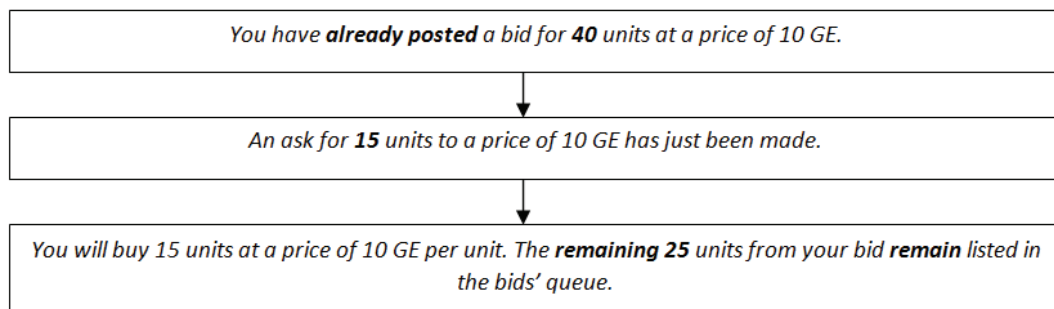 You have already posted a bid for 40 units at a price of 10 GE.
An ask for 15 units to a price of 10 GE has just been made.
You will buy 15 units at a price of 10 GE per unit. The remaining 25 units from your bid remain listed in
the bids’ queue.